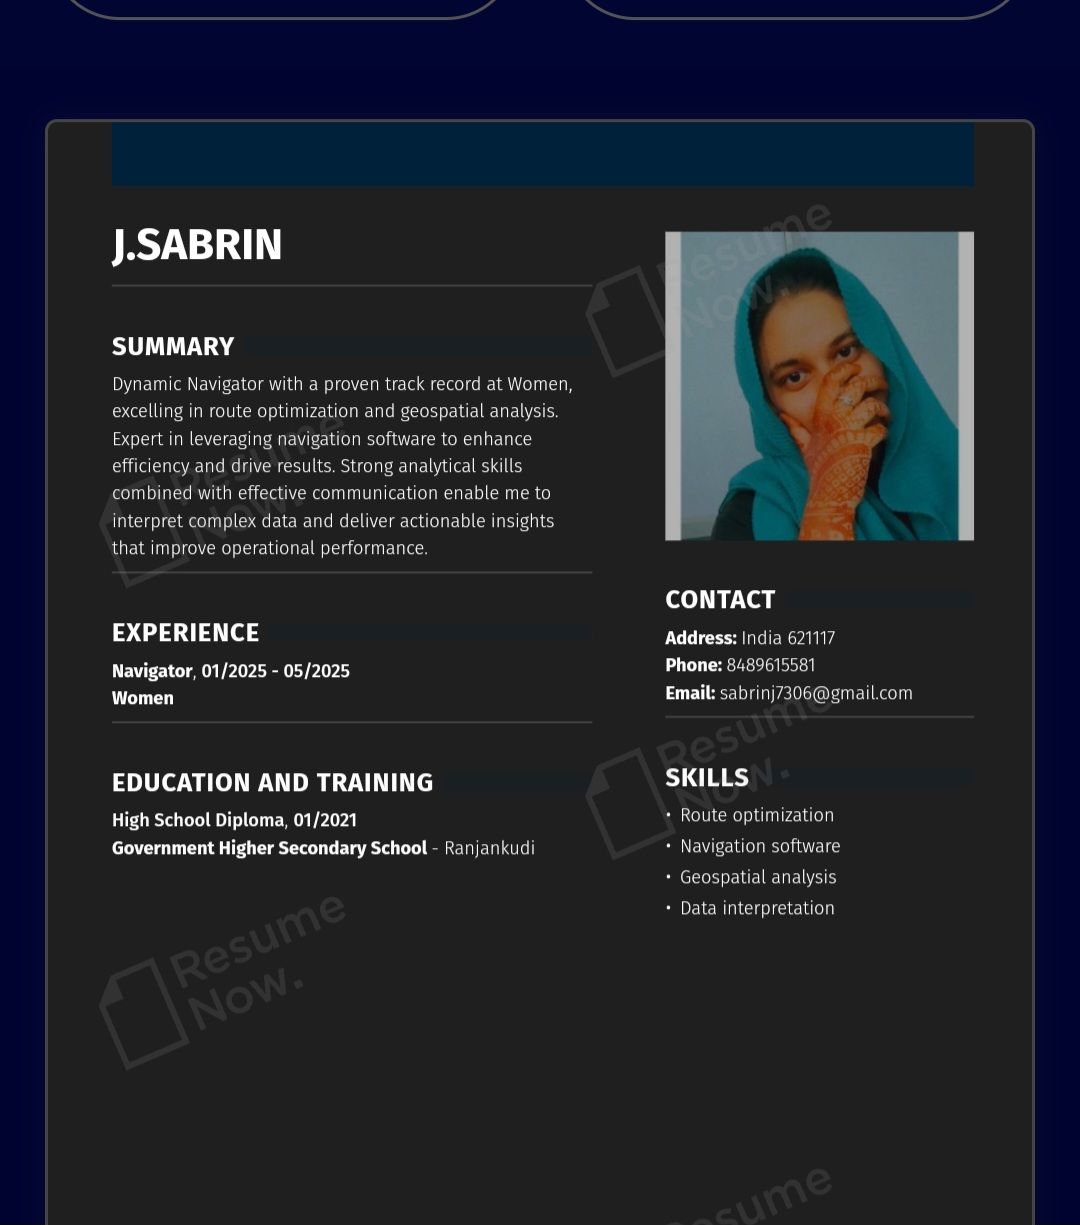 J.SABRIN
SUMMARY
Dynamic Navigator with a proven track record at Women,
excelling in route optimization and geospatial analysis.
Expert in leveraging navigation software to enhance
efficiency and drive results. Strong analytical skills
combined with effective communication enable me to
interpret complex data and deliver actionable insights
that improve operational performance.
EXPERIENCE
Navigator, 01/2025 - 05/2025
Women
EDUCATION AND TRAINING
High School Diploma, 01/2021
Government Higher Secondary School - Ranjankudi
CONTACT
Address: India 621117
Phone: 8489615581
Email: sabrinj7306@gmail.com
SKILLS
• Route optimization
• Navigation software
• Geospatial analysis
• Data interpretation
Resume
Now.
Resume
Now.
Resume
Now.
Resume
Now.
sume